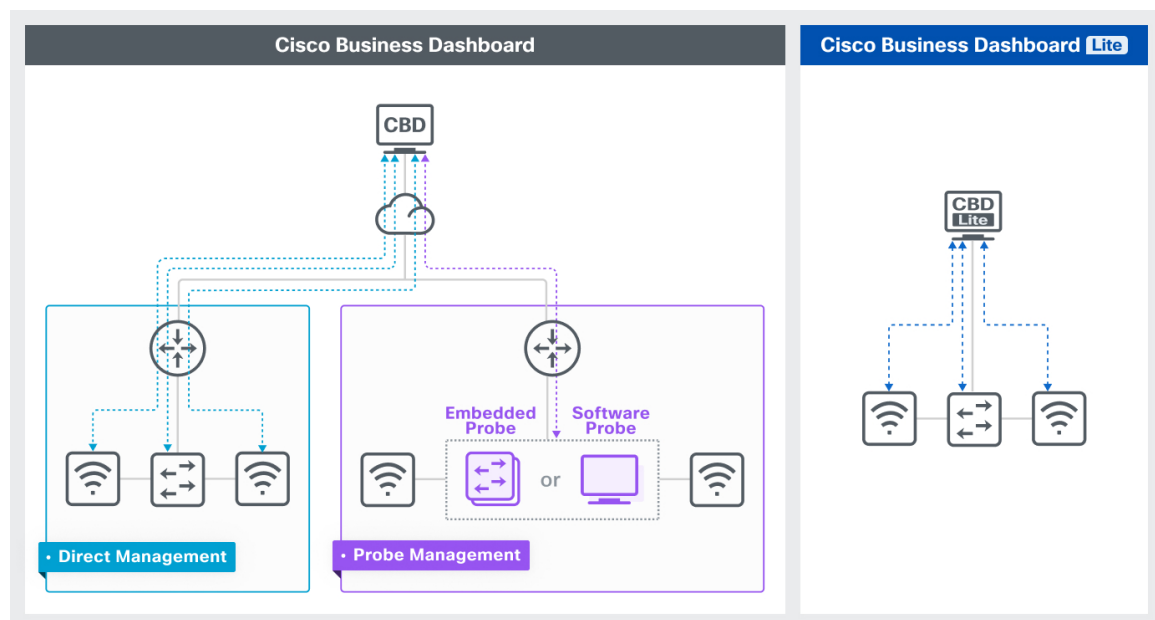 Cisco Business Dashboard
CBD
Embedded
Probe
Software
Probe
or
• Direct Management
• Probe Management
Cisco Business Dashboard Lite
CBD
Lite